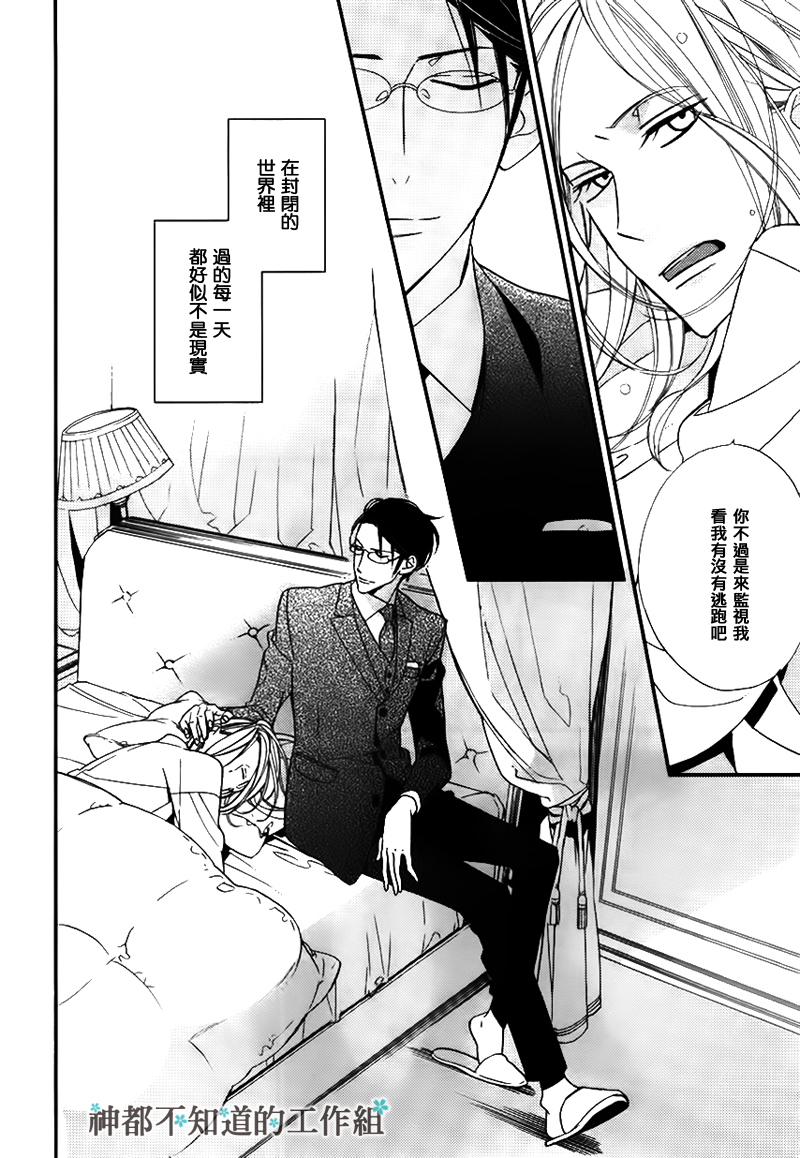 你不過是來監視我
看我有沒有逃跑吧
在封閉的
世界裡
過的每一天
都好似不是現實
神都不知道的工作組